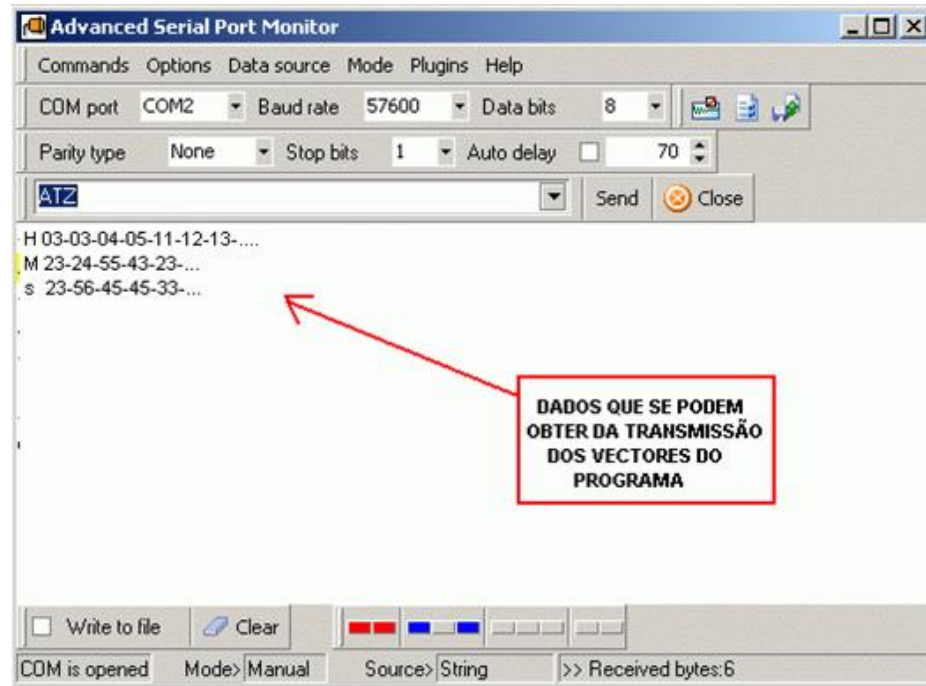 Advanced Serial Port Monitor
Commands Options Data source Mode Plugins Help
COM port COM2 Baud rate 57600 Data bits 8
Parity type None Stop bits 1 Auto delay 70
ATZ Send Close
H 03-03-04-05-11-12-13-....
M 23-24-55-43-23-...
s 23-56-45-45-33-...
DADOS QUE SE PODEM
OBTER DA TRANSMISSÃO
DOS VECTORES DO
PROGRAMA
Write to file Clear
COM is opened Mode> Manual Source> String >> Received bytes:6